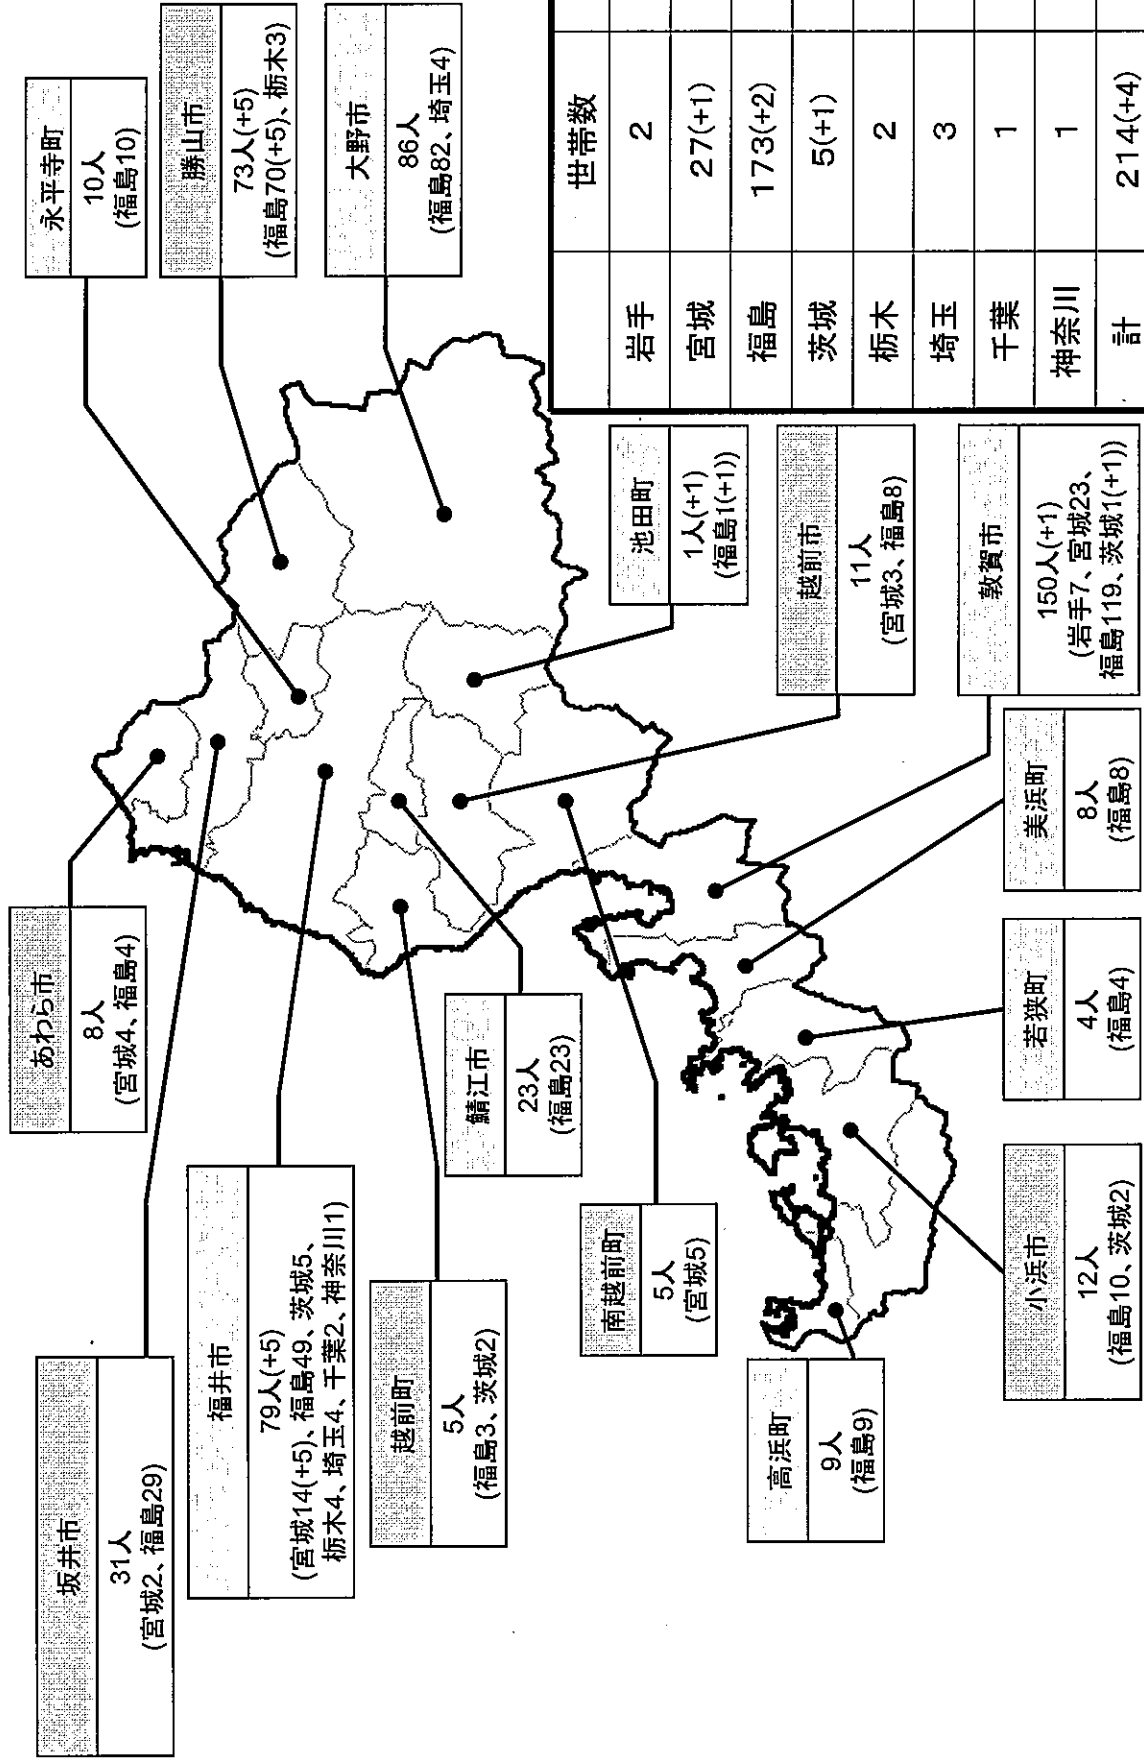 坂井市
31人
(宮城2、福島29)
あわら市
8人
(宮城4、福島4)
永平寺町
10人
(福島10)
勝山市
73人(+5)
(福島70(+5)、栃木3)
大野市
86人
(福島82、埼玉4)
福井市
79人(+5)
(宮城14(+5)、福島49、茨城5、
栃木4、埼玉4、千葉2、神奈川1)
越前町
5人
(福島3、茨城2)
鯖江市
23人
(福島23)
南越前町
5人
(宮城5)
池田町
1人(+1)
(福島1(+1))
越前市
11人
(宮城3、福島8)
敦賀市
150人(+1)
(岩手7、宮城23、
福島119、茨城1(+1))
高浜町
9人
(福島9)
小浜市
12人
(福島10、茨城2)
若狭町
4人
(福島4)
美浜町
8人
(福島8)
世帯数
岩手 2
宮城 27(+1)
福島 173(+2)
茨城 5(+1)
栃木 2
埼玉 3
千葉 1
神奈川 1
計 214(+4)